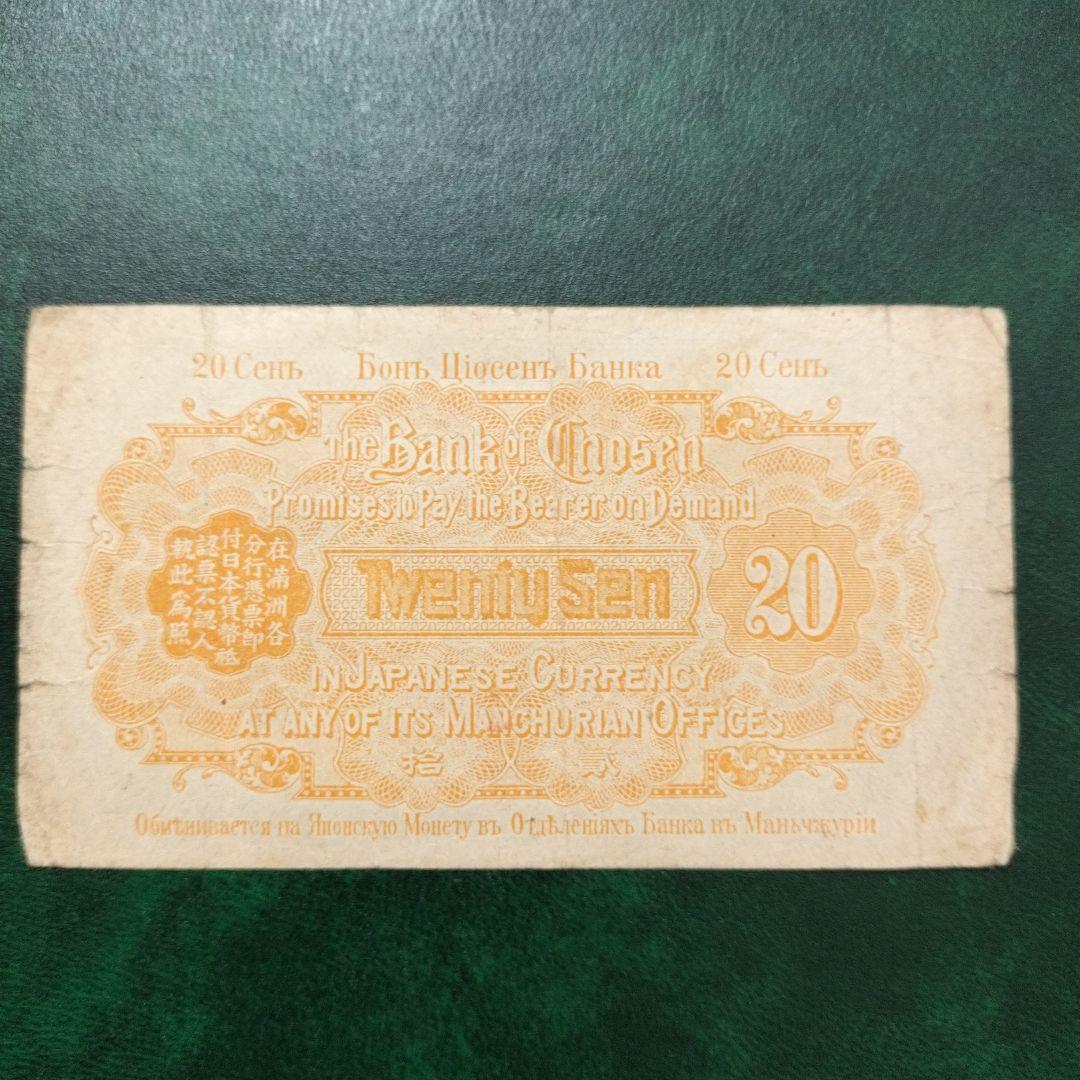 20 Сенъ Бонъ Ціосенъ Банка 20 Сенъ
The Bank of Chosen
Promises to Pay the Bearer on Demand
在滿洲各
分行憑票即
付日本貨幣祗
認票不認人
執此為照
Twenty Sen
20
IN JAPANESE CURRENCY
AT ANY OF ITS MANCHURIAN OFFICES
拾 貳
Обмѣнивается на Японскую Монету въ Отдѣленіяхъ Банка въ Маньчжуріи